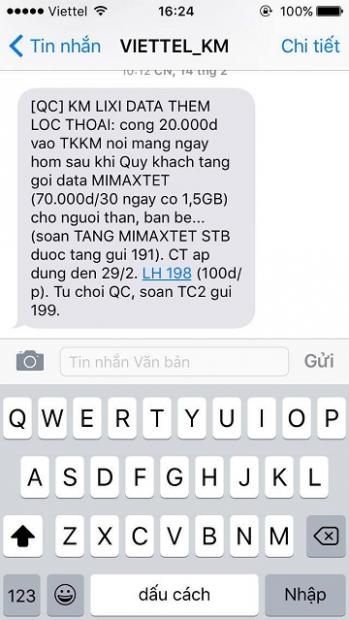 Viettel 16:24 100%
Tin nhắn VIETTEL_KM Chi tiết
10:12 CN, 14 thg 2
[QC] KM LIXI DATA THEM
LOC THOAI: cong 20.000d
vao TKKM noi mang ngay
hom sau khi Quy khach tang
goi data MIMAXTET
(70.000d/30 ngay co 1,5GB)
cho nguoi than, ban be...
(soan TANG MIMAXTET STB
duoc tang gui 191). CT ap
dung den 29/2. LH 198 (100d/
p). Tu choi QC, soan TC2 gui
199.
Tin nhắn Văn bản Gửi
Q W E R T Y U I O P
A S D F G H J K L
Z X C V B N M
123 dấu cách Nhập